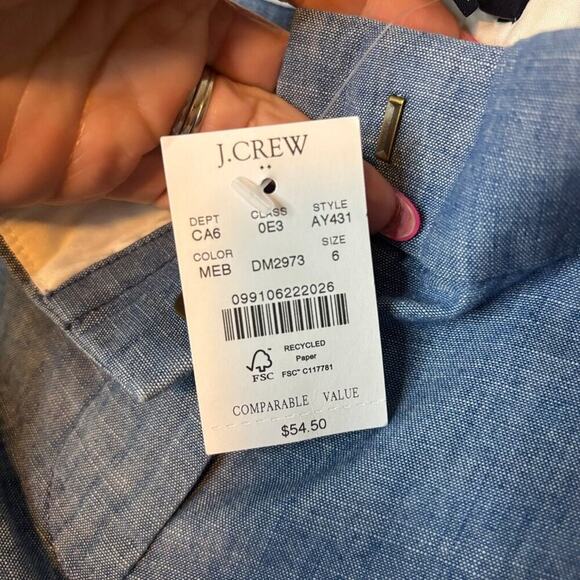 J.CREW
DEPT CLASS STYLE
CA6 0E3 AY431
COLOR SIZE
MEB DM2973 6
099106222026
RECYCLED
Paper
FSC FSC™ C117781
COMPARABLE VALUE
$54.50